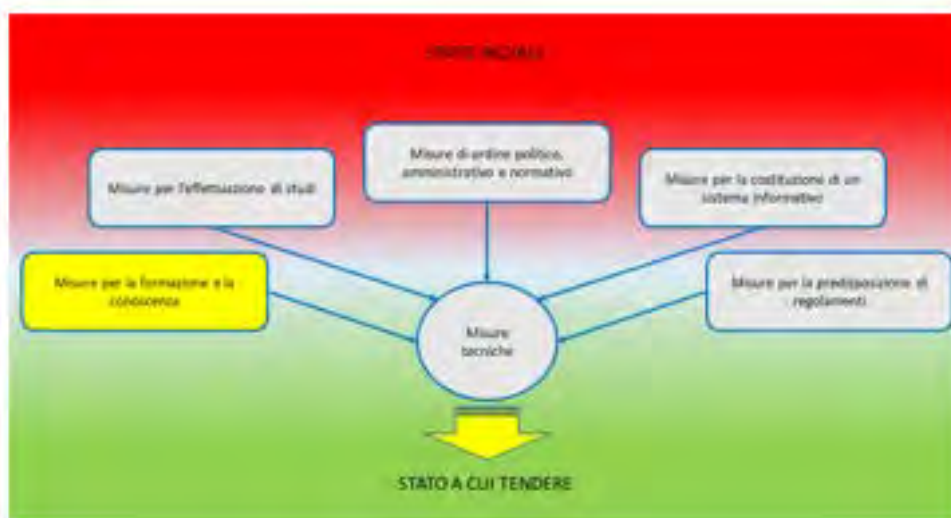 STATO INIZIALE
Misure di ordine politico,
amministrativo e normativo
Misure per l'effettuazione di studi
Misure per la costituzione di un
sistema informativo
Misure per la formazione e la
conoscenza
Misure per la predisposizione di
regolamenti
Misure
tecniche
STATO A CUI TENDERE